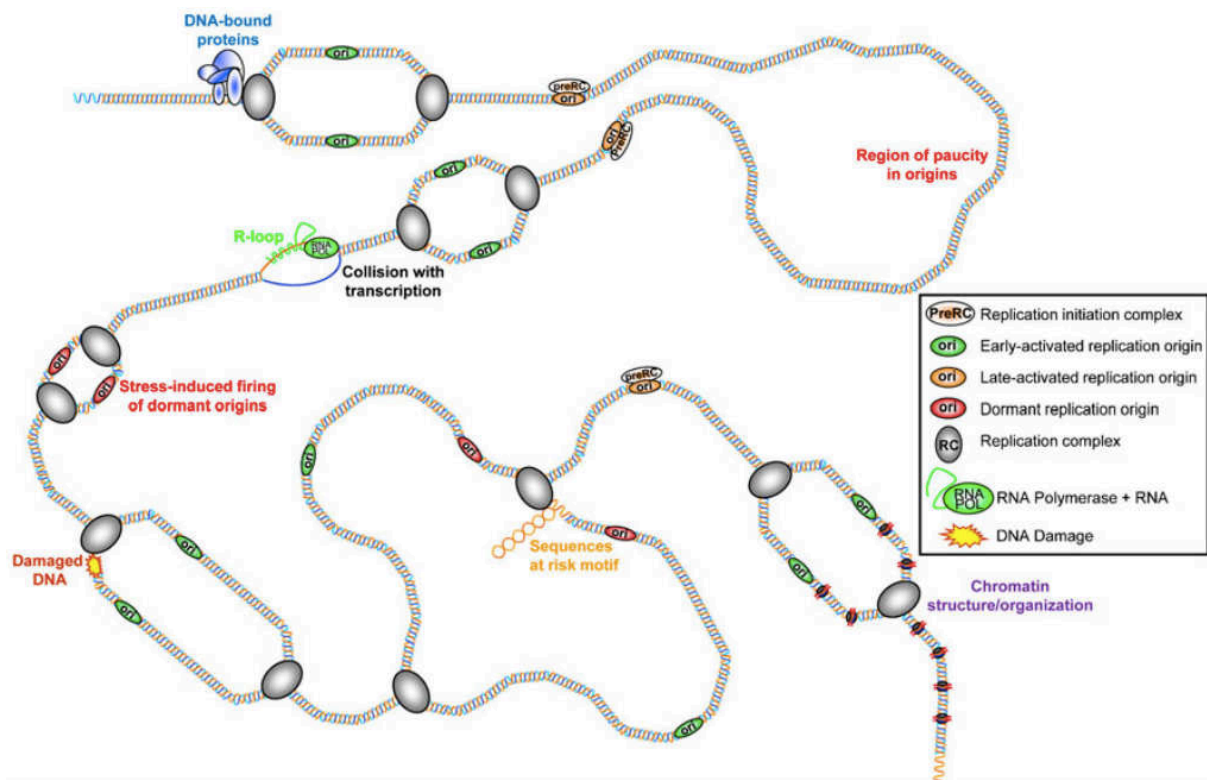 DNA-bound
proteins
ori
ori
preRC
ori
ori
PreRC
Region of paucity
in origins
ori
ori
R-loop
RNA
POL
Collision with
transcription
ori
ori
Stress-induced firing
of dormant origins
PreRC
Replication initiation complex
ori
Early-activated replication origin
ori
Late-activated replication origin
ori
Dormant replication origin
RC
Replication complex
RNA
POL
RNA Polymerase + RNA
DNA Damage
preRC
ori
ori
ori
ori
Sequences
at risk motif
ori
ori
ori
Damaged
DNA
ori
ori
Chromatin
structure/organization
ori